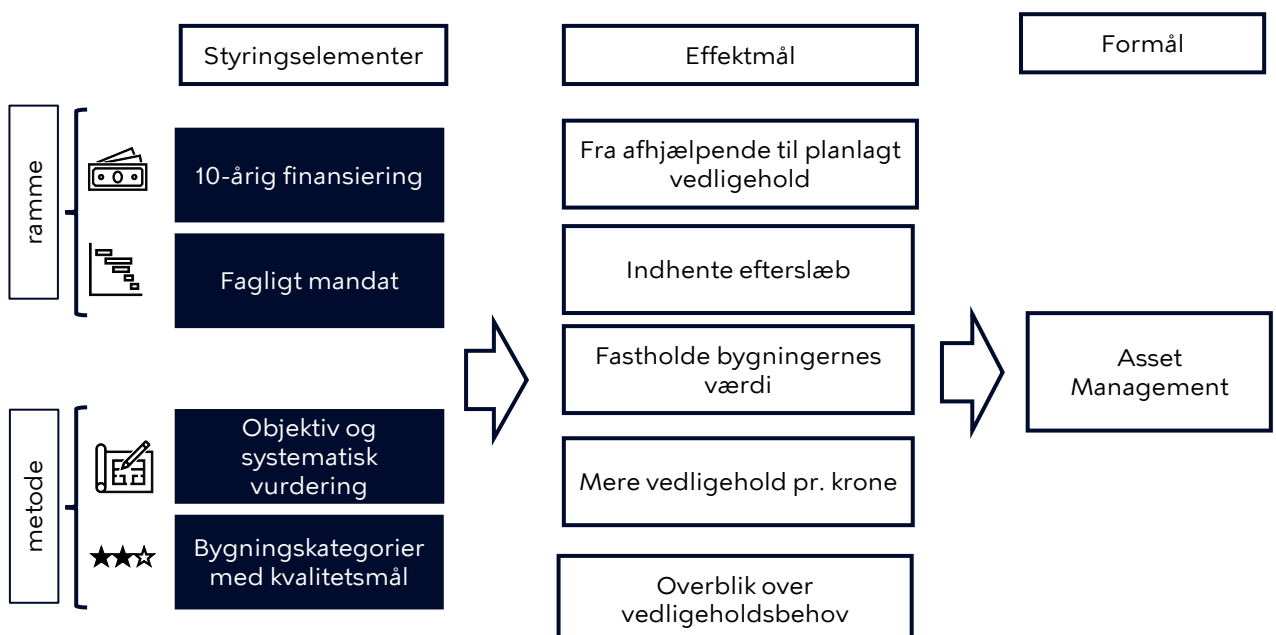 Styringselementer
Effektmål
Formål
ramme
10-årig finansiering
Fagligt mandat
metode
Objektiv og
systematisk
vurdering
Bygningskategorier
med kvalitetsmål
Fra afhjælpende til planlagt
vedligehold
Indhente efterslæb
Fastholde bygningernes
værdi
Mere vedligehold pr. krone
Overblik over
vedligeholdsbehov
Asset
Management